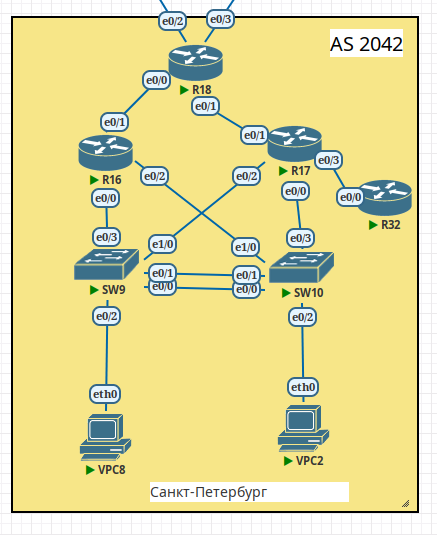 e0/2 e0/3
AS 2042
R18
e0/0
e0/1
e0/1 e0/1
R16 R17
e0/3
e0/2 e0/2
e0/0 e0/0 e0/0
R32
e0/3 e0/3
e1/0 e1/0
e0/1 e0/1
e0/0 e0/0
SW9 SW10
e0/2 e0/2
eth0 eth0
VPC8 VPC2
Санкт-Петербург